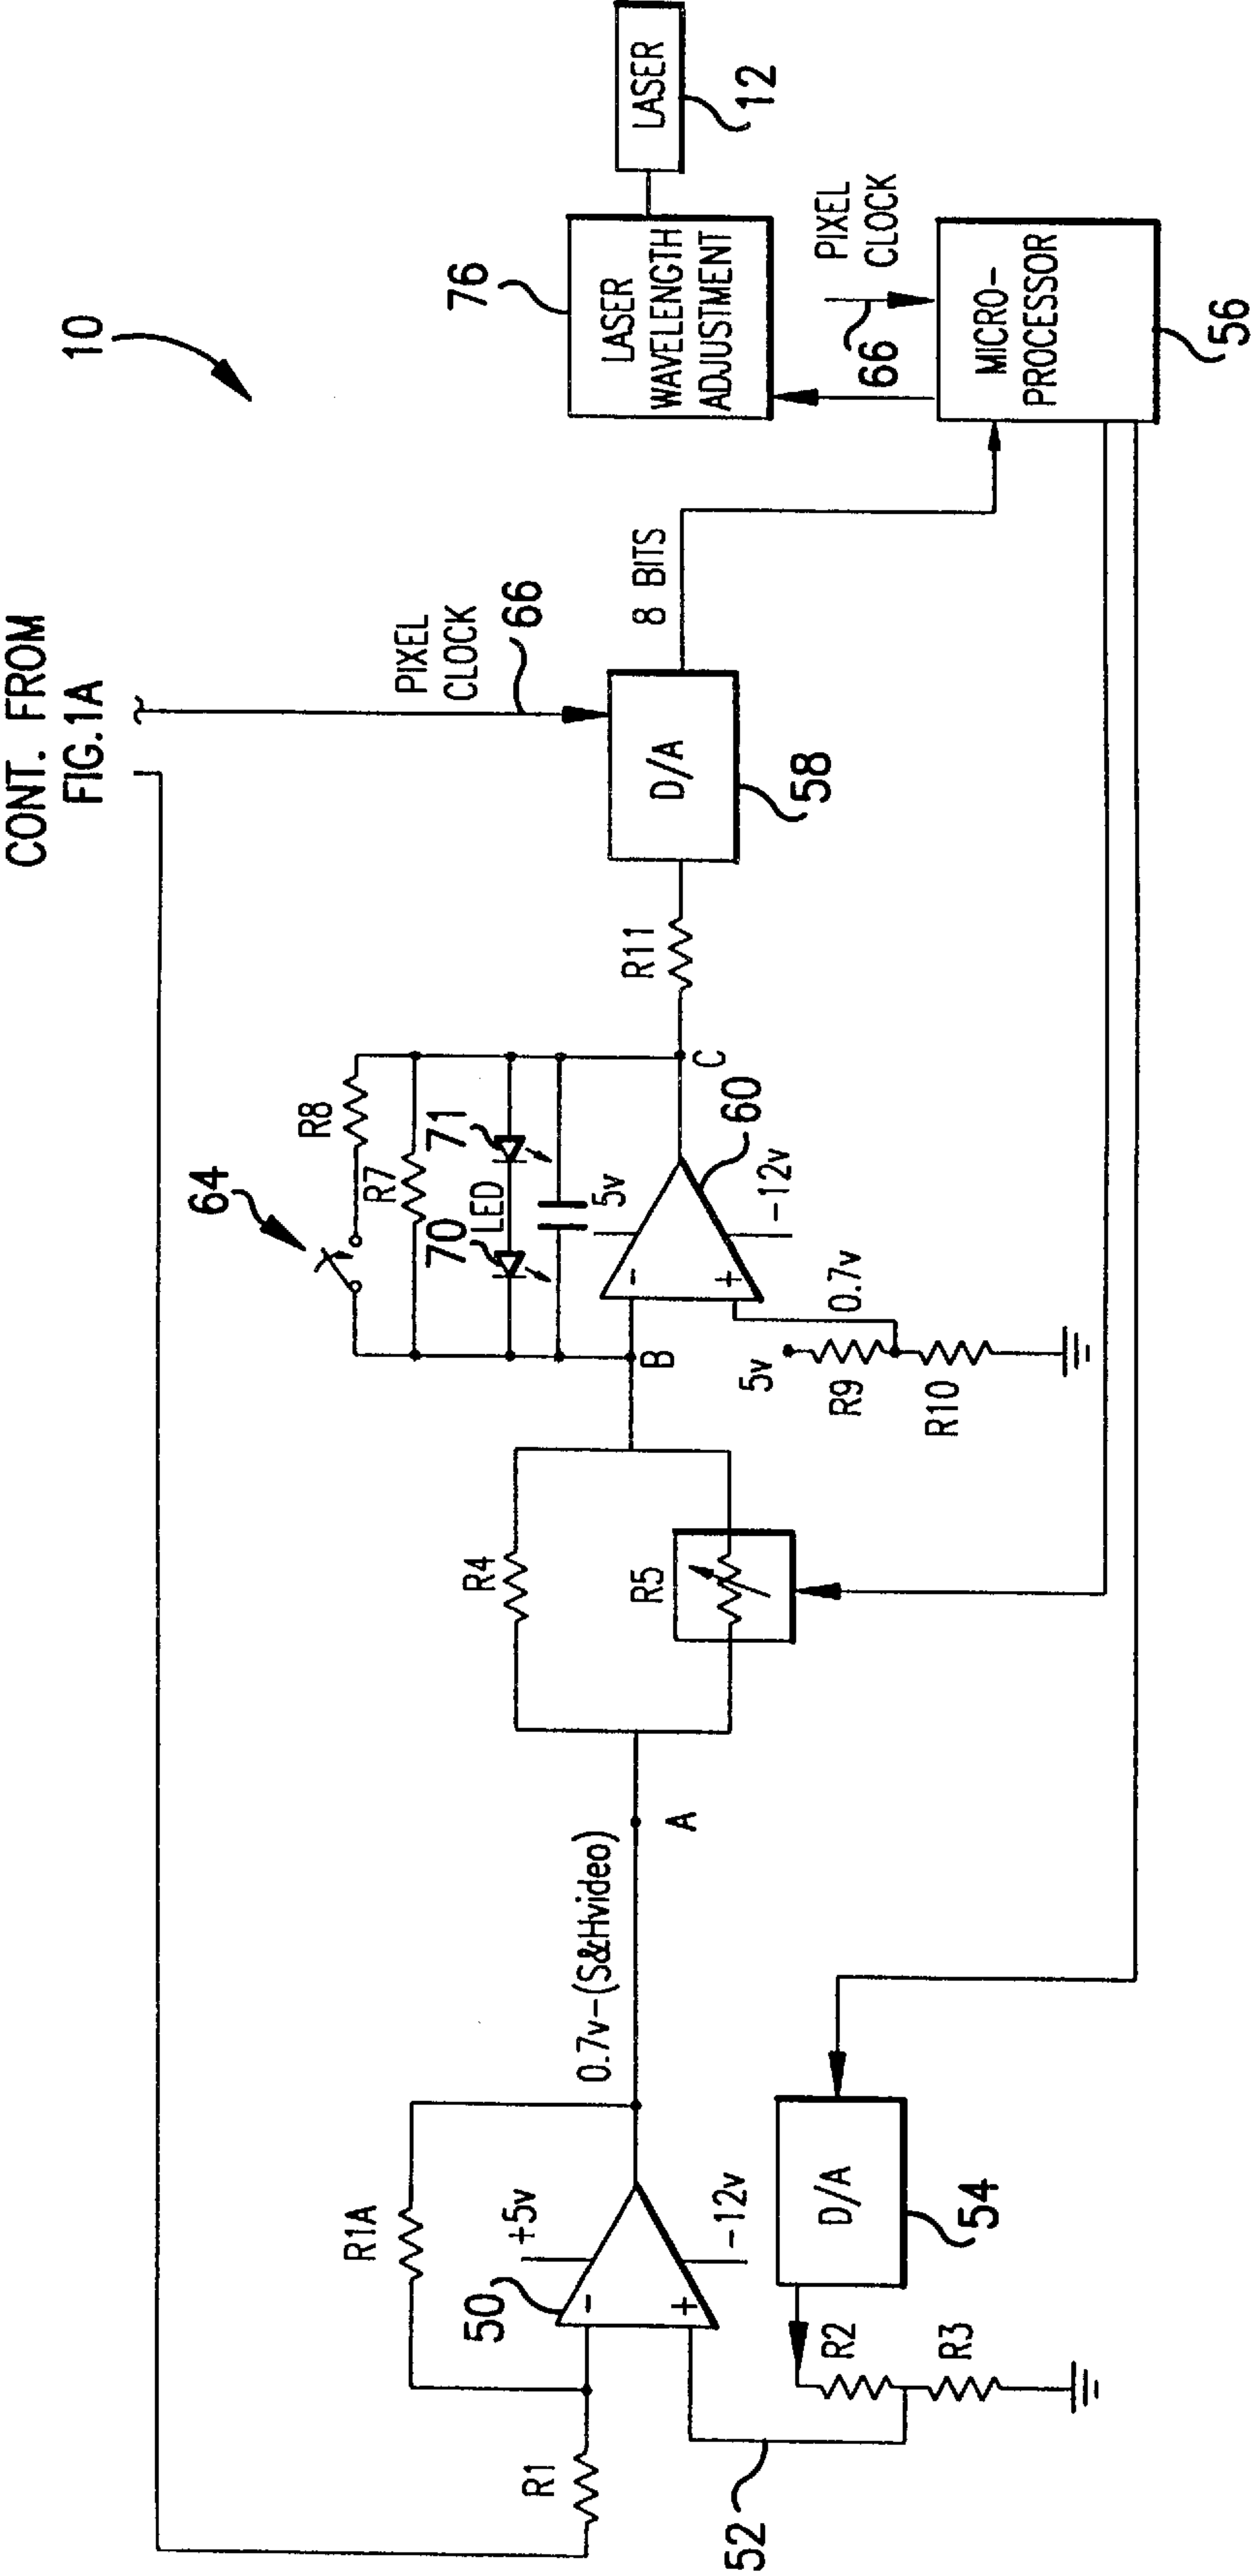 CONT. FROM
FIG.1A
10
76
LASER
WAVELENGTH
ADJUSTMENT
LASER
12
PIXEL
CLOCK
66
PIXEL
CLOCK
66
MICRO-
PROCESSOR
56
8 BITS
D/A
58
R11
C
64
R8
R7
71
LED
70
5v
60
-12v
-
+
B
0.7v
5v
R9
R10
R4
R5
A
0.7v-(S&Hvideo)
R1A
+5v
50
-
+
-12v
D/A
54
R1
R2
R3
52